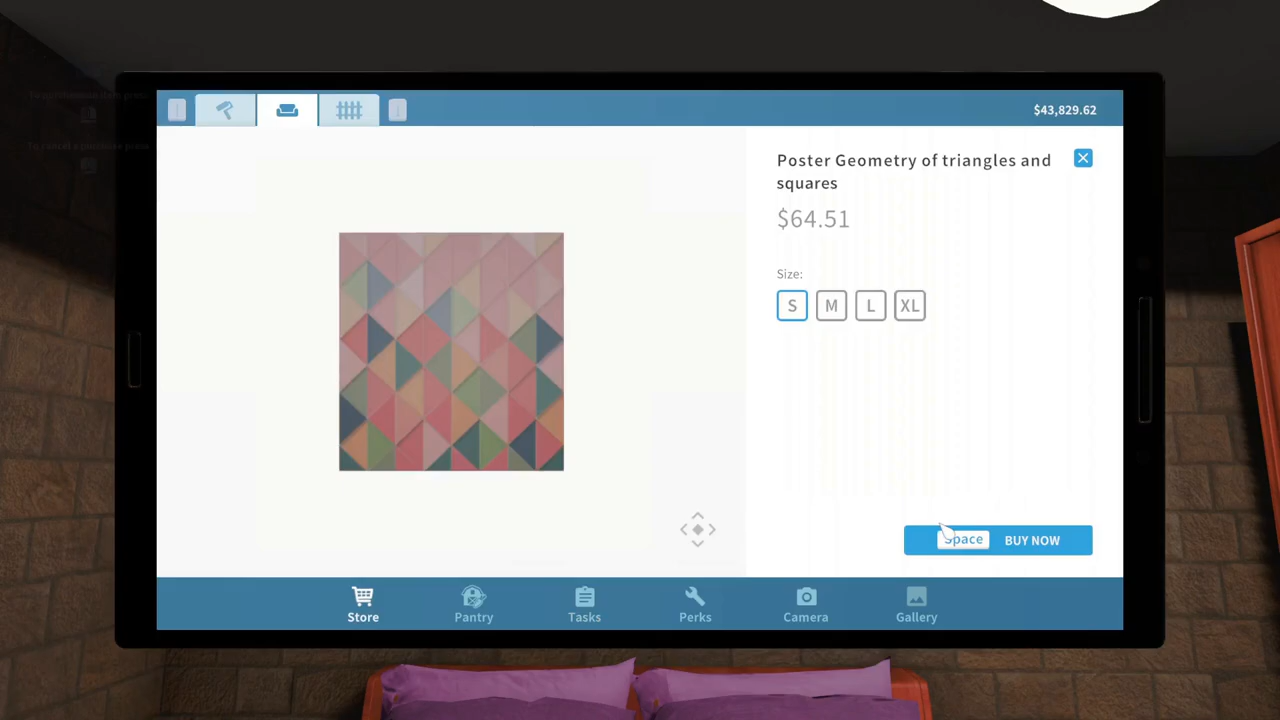 $43,829.62
Poster Geometry of triangles and
squares
$64.51
Size:
S M L XL
Space BUY NOW
Store Pantry Tasks Perks Camera Gallery